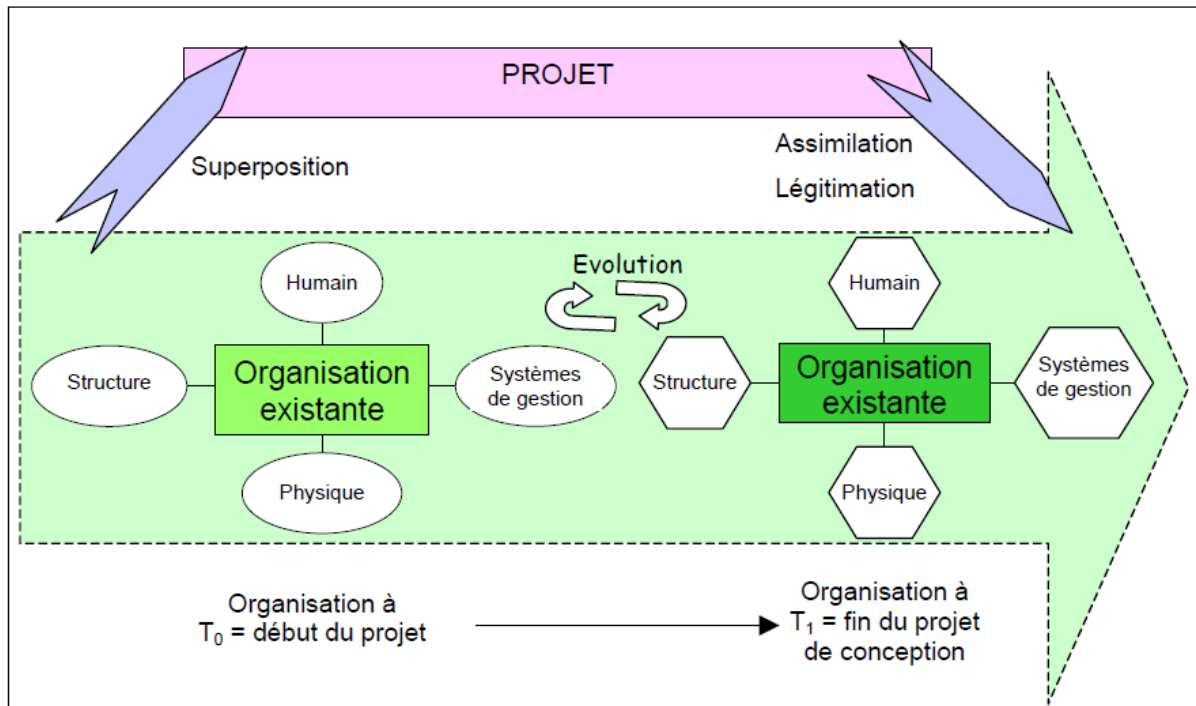 PROJET
Superposition
Assimilation
Légitimation
Evolution
Humain
Structure
Organisation
existante
Systèmes
de gestion
Physique
Humain
Structure
Organisation
existante
Systèmes
de gestion
Physique
Organisation à
T₀ = début du projet
Organisation à
T₁ = fin du projet
de conception